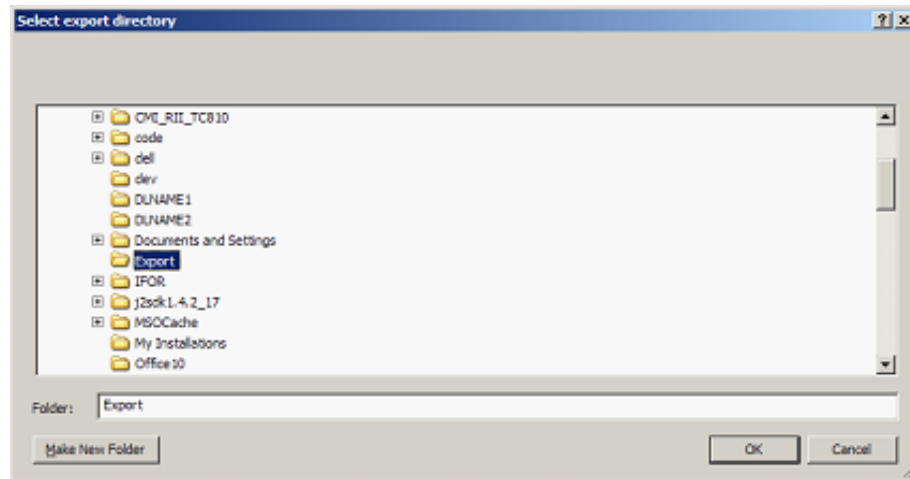 Select export directory
CMI_RII_TC810
code
dell
dev
DLNAME1
DLNAME2
Documents and Settings
Export
IFOR
j2sdk1.4.2_17
MSOCache
My Installations
Office10
Folder: Export
Make New Folder OK Cancel